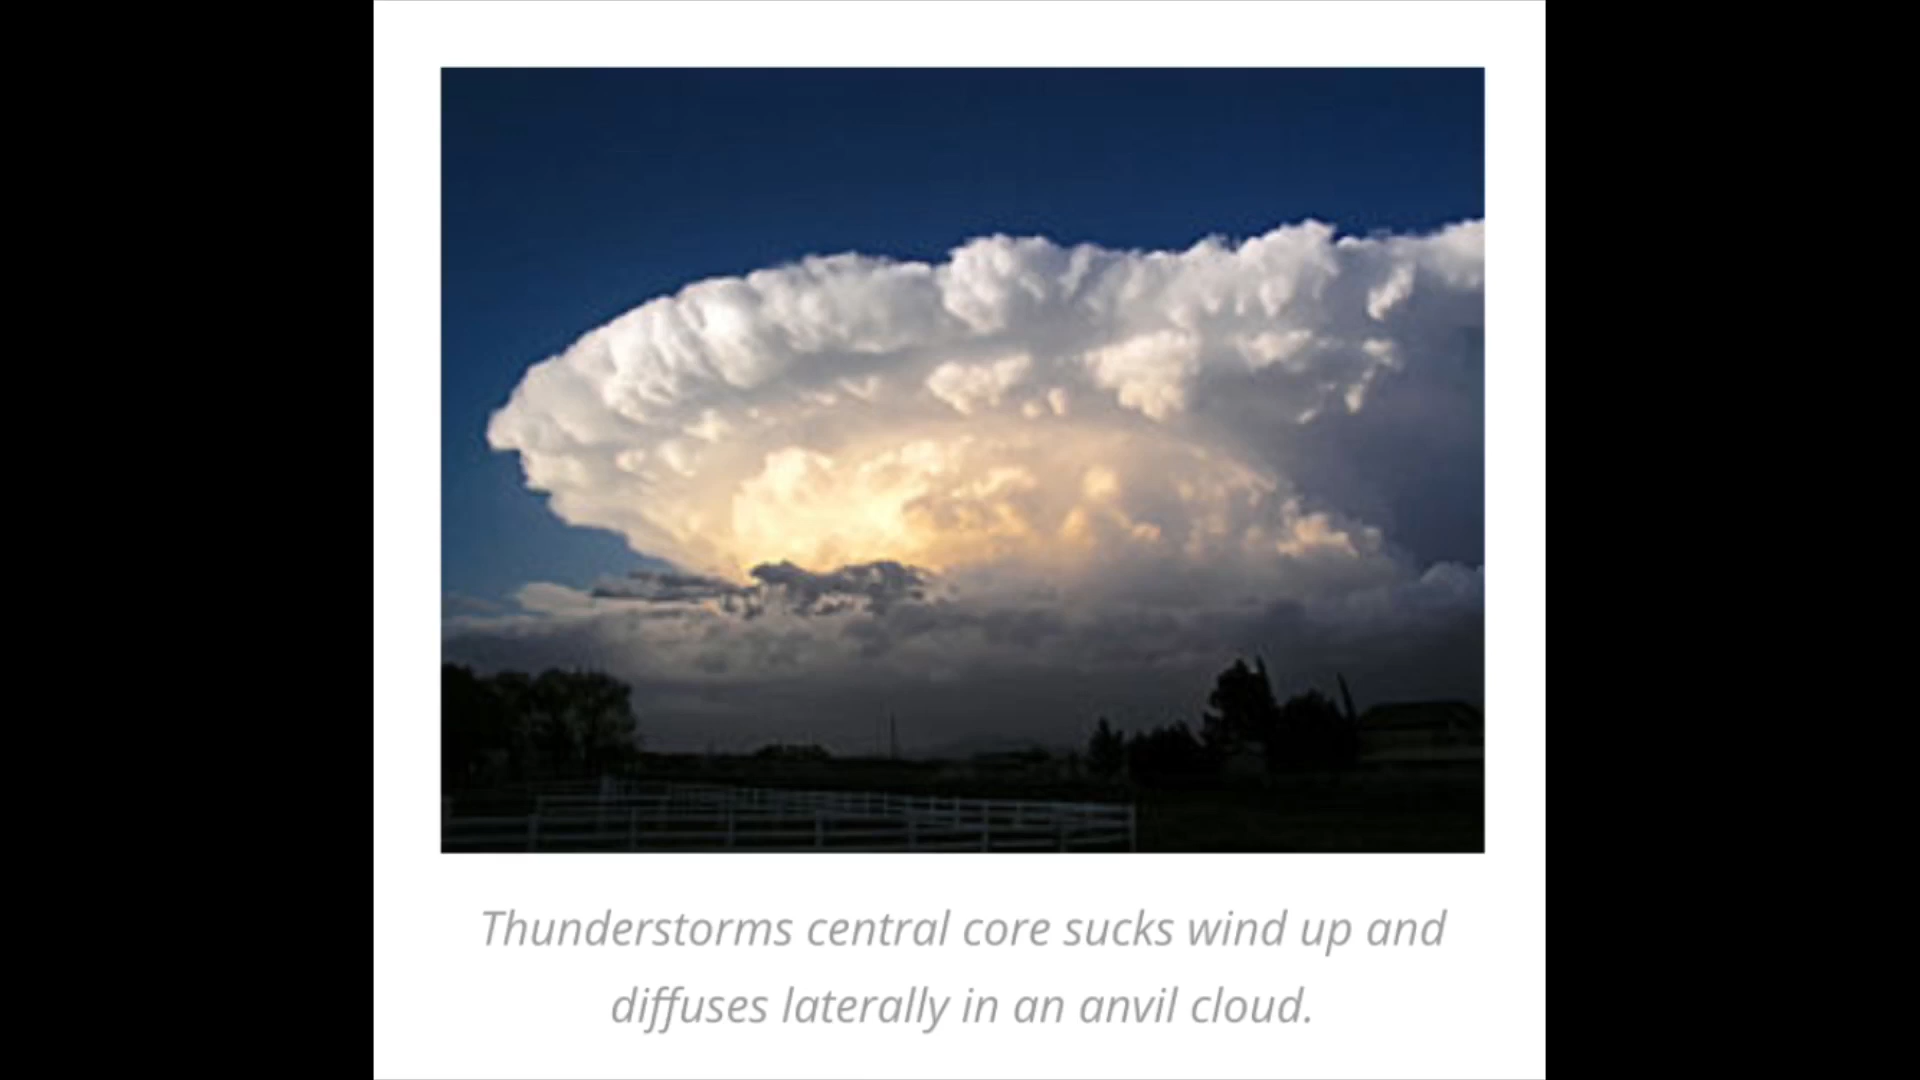 Thunderstorms central core sucks wind up and
diffuses laterally in an anvil cloud.